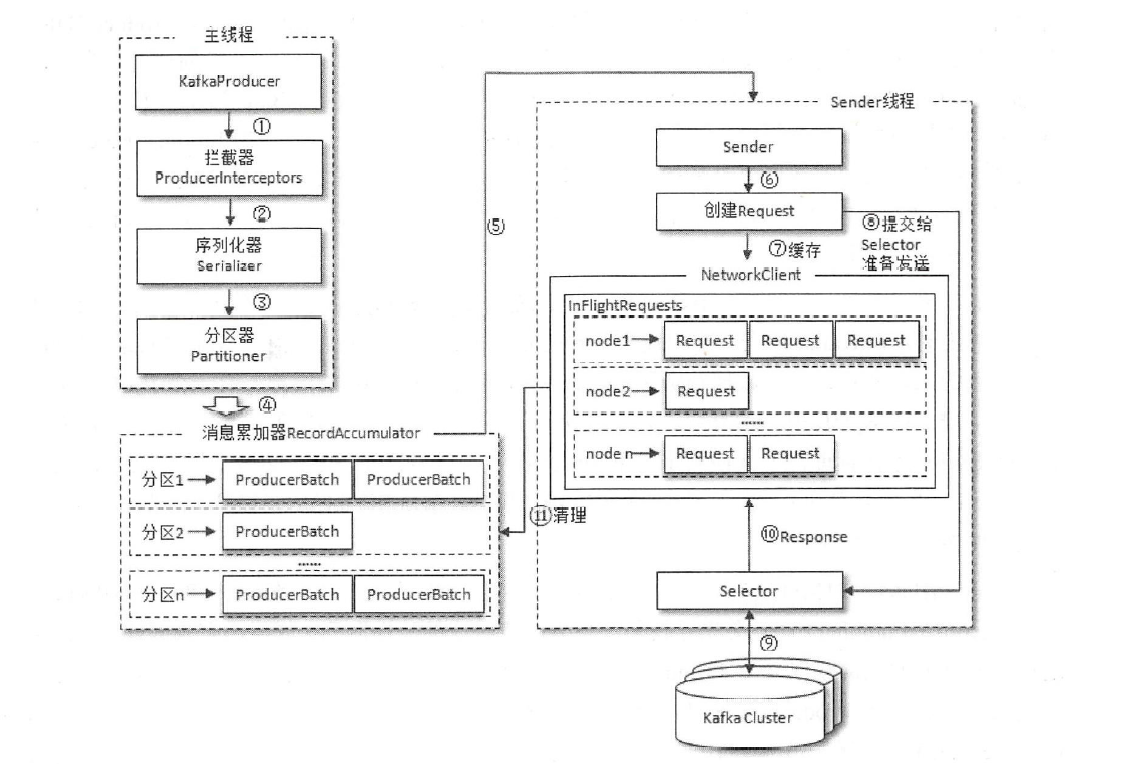 主线程
KafkaProducer
①
拦截器
ProducerInterceptors
②
序列化器
Serializer
③
分区器
Partitioner
④
消息累加器RecordAccumulator
分区1
ProducerBatch
ProducerBatch
分区2
ProducerBatch
……
分区n
ProducerBatch
ProducerBatch
⑤
Sender线程
Sender
⑥
创建Request
⑦缓存
⑧提交给
Selector
准备发送
NetworkClient
InFlightRequests
node1
Request
Request
Request
node2
Request
……
node n
Request
Request
⑪清理
⑩Response
Selector
⑨
Kafka Cluster